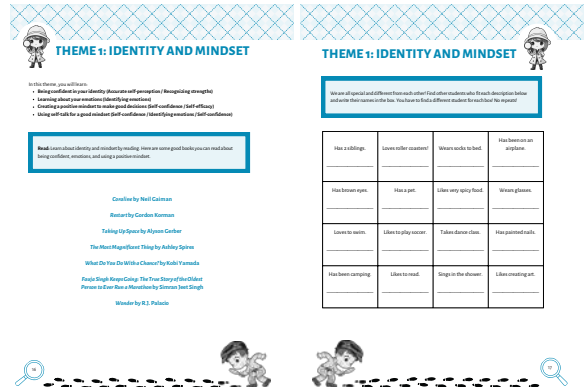 THEME 1: IDENTITY AND MINDSET
In this theme, you will learn:
• Being confident in your identity (Accurate self-perception / Recognizing strengths)
• Learning about your emotions (Identifying emotions)
• Creating a positive mindset to make good decisions (Self-confidence / Self-efficacy)
• Using self-talk for a good mindset (Self-confidence / Identifying emotions / Self-confidence)
Read: Learn about identity and mindset by reading. Here are some good books you can read about
being confident, emotions, and using a positive mindset.
Coraline by Neil Gaiman
Restart by Gordon Korman
Taking Up Space by Alyson Gerber
The Most Magnificent Thing by Ashley Spires
What Do You Do With a Chance? by Kobi Yamada
Fauja Singh Keeps Going: The True Story of the Oldest
Person to Ever Run a Marathon by Simran Jeet Singh
Wonder by R.J. Palacio
16
THEME 1: IDENTITY AND MINDSET
We are all special and different from each other! Find other students who fit each description below
and write their names in the box. You have to find a different student for each box! No repeats!
Has 2 siblings.
Loves roller coasters!
Wears socks to bed.
Has been on an
airplane.
Has brown eyes.
Has a pet.
Likes very spicy food.
Wears glasses.
Loves to swim.
Likes to play soccer.
Takes dance class.
Has painted nails.
Has been camping.
Likes to read.
Sings in the shower.
Likes creating art.
17